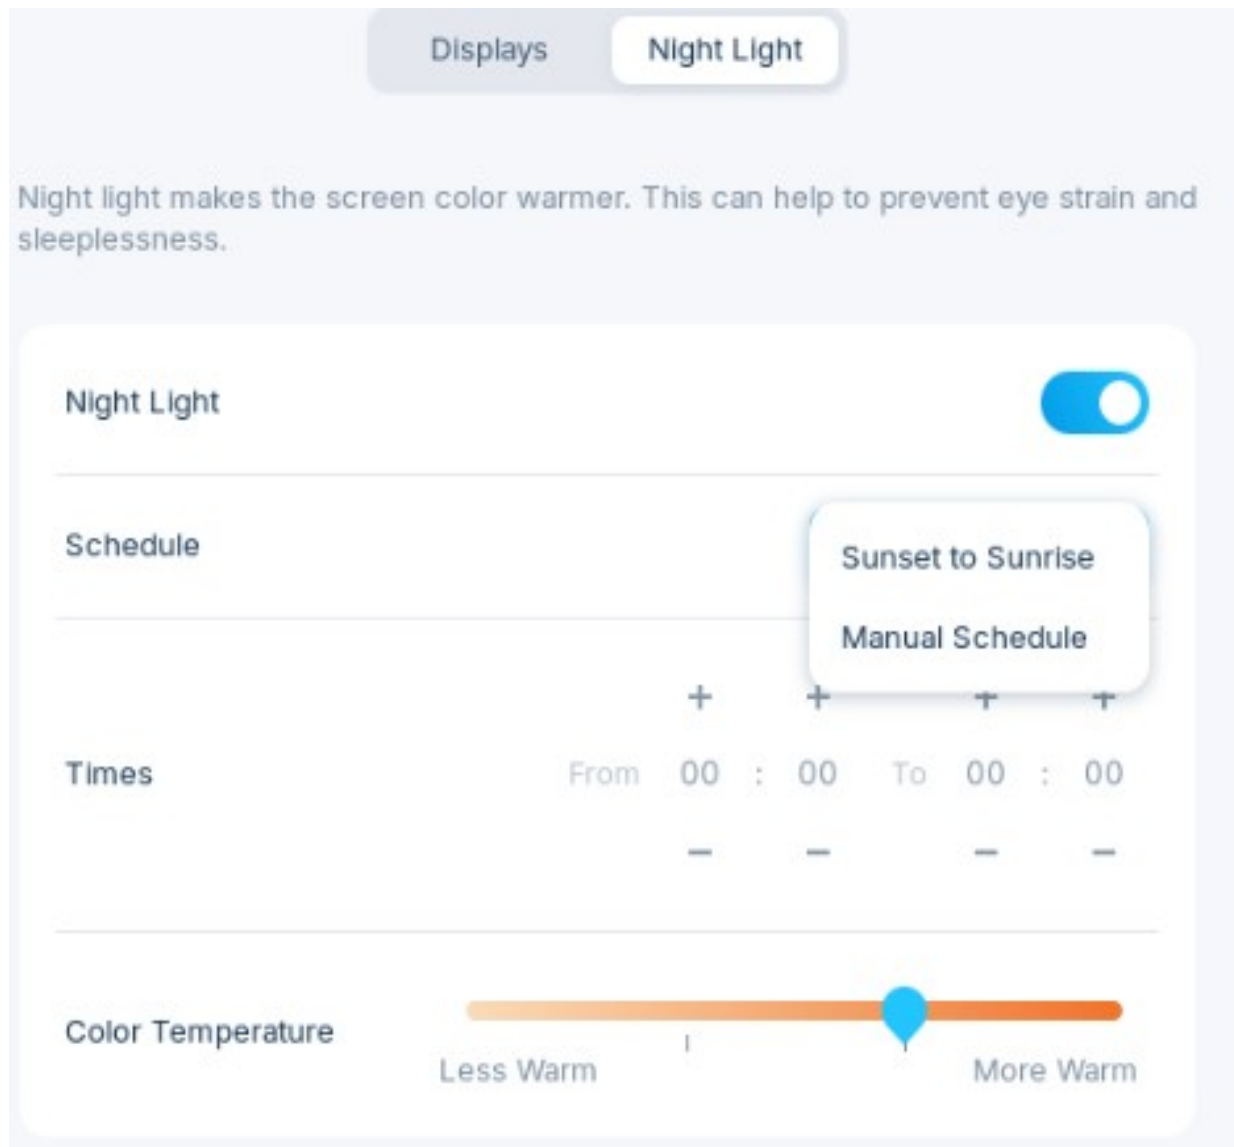 Displays Night Light
Night light makes the screen color warmer. This can help to prevent eye strain and
sleeplessness.
Night Light
Schedule
Sunset to Sunrise
Manual Schedule
+ + + +
Times From 00 : 00 To 00 : 00
− − − −
Color Temperature
Less Warm More Warm